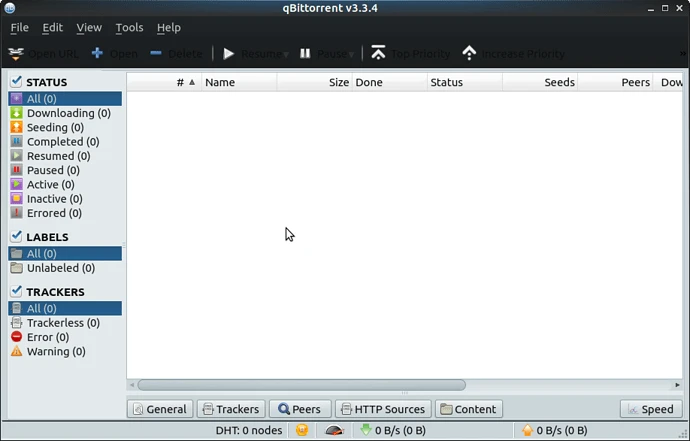 qBittorrent v3.3.4
File Edit View Tools Help
Open URL Open Delete Resume Pause Top Priority Increase Priority »
STATUS
# Name Size Done Status Seeds Peers Dow
All (0)
Downloading (0)
Seeding (0)
Completed (0)
Resumed (0)
Paused (0)
Active (0)
Inactive (0)
Errored (0)
LABELS
All (0)
Unlabeled (0)
TRACKERS
All (0)
Trackerless (0)
Error (0)
Warning (0)
General Trackers Peers HTTP Sources Content Speed
DHT: 0 nodes 0 B/s (0 B) 0 B/s (0 B)